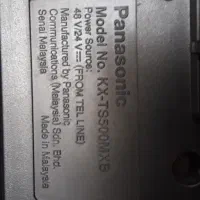 Panasonic
Model No. KX-TS500MXB
Power Source:
48 V/24 V ⎓ (FROM TEL LINE)
Manufactured by Panasonic
Communications (Malaysia) Sdn. Bhd.
Senai Malaysia Made in Malaysia